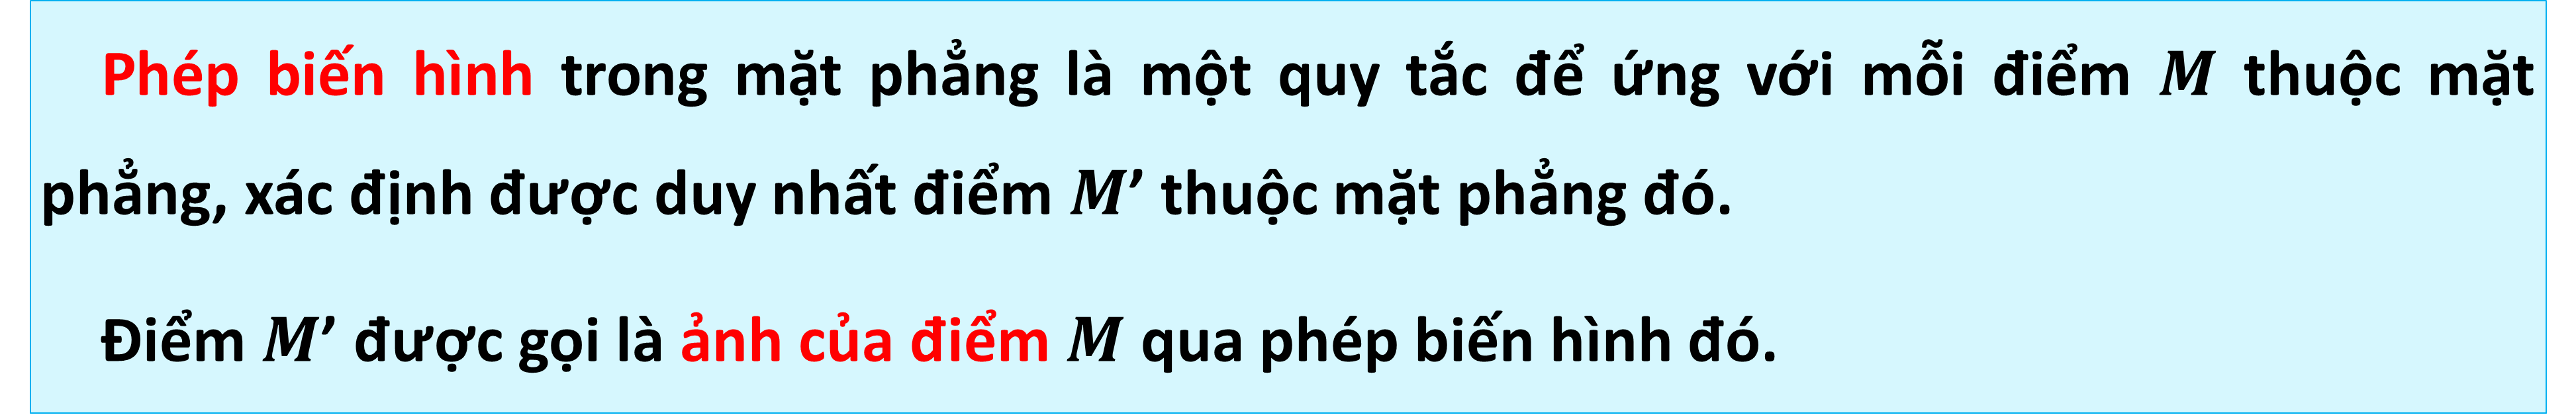 Phép biến hình trong mặt phẳng là một quy tắc để ứng với mỗi điểm M thuộc mặt
phẳng, xác định được duy nhất điểm M’ thuộc mặt phẳng đó.
Điểm M’ được gọi là ảnh của điểm M qua phép biến hình đó.